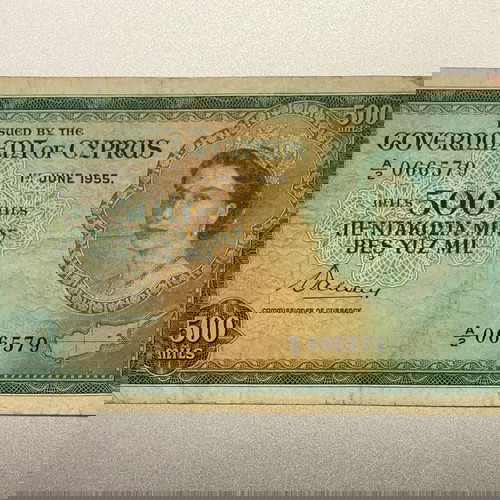 500
MILS
ISSUED BY THE
GOVERNMENT OF CYPRUS
A/2 066579
1ST JUNE 1955.
MILS 500 MILS
ΠΕΝΤΑΚΟΣΙΑ ΜΙΛΣ
BEŞ YÜZ MİL
COMMISSIONER OF CURRENCY
500
MILS
A/2 066579